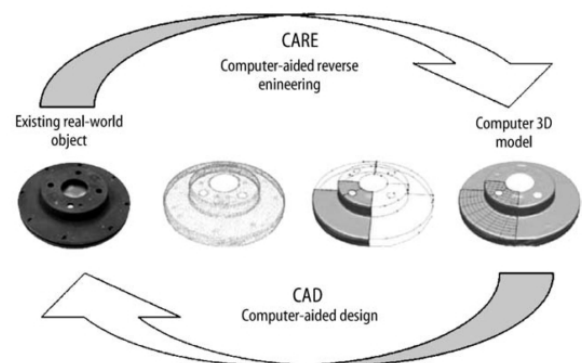 CARE
Computer-aided reverse
enineering
Existing real-world
object
Computer 3D
model
CAD
Computer-aided design